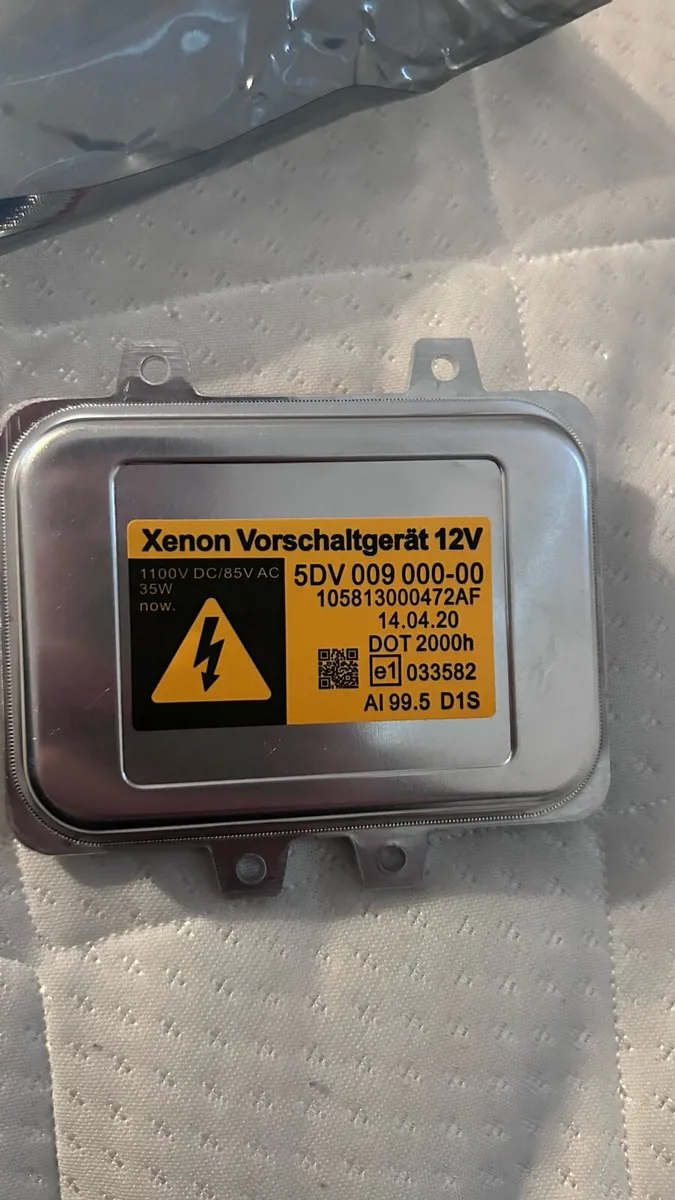 Xenon Vorschaltgerät 12V
1100V DC/85V AC
35W
now.
5DV 009 000-00
105813000472AF
14.04.20
DOT 2000h
e1 033582
Al 99.5 D1S